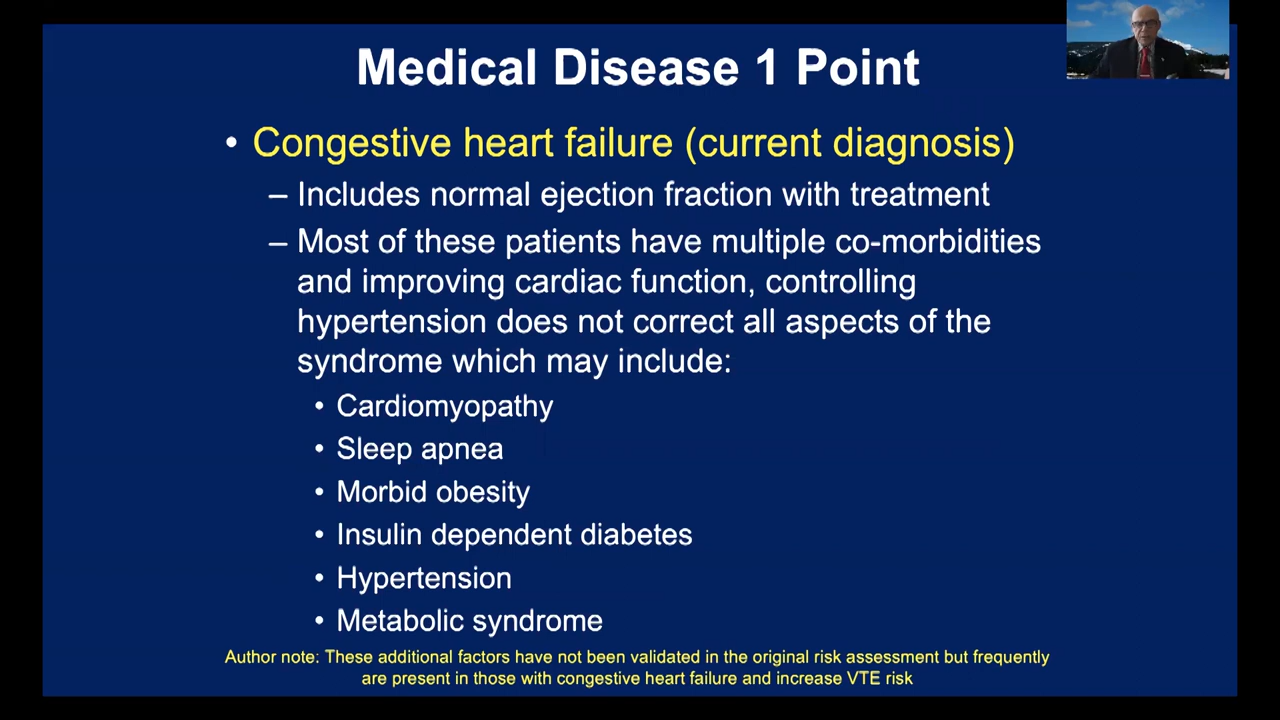 Medical Disease 1 Point
• Congestive heart failure (current diagnosis)
– Includes normal ejection fraction with treatment
– Most of these patients have multiple co-morbidities
and improving cardiac function, controlling
hypertension does not correct all aspects of the
syndrome which may include:
• Cardiomyopathy
• Sleep apnea
• Morbid obesity
• Insulin dependent diabetes
• Hypertension
• Metabolic syndrome
Author note: These additional factors have not been validated in the original risk assessment but frequently
are present in those with congestive heart failure and increase VTE risk